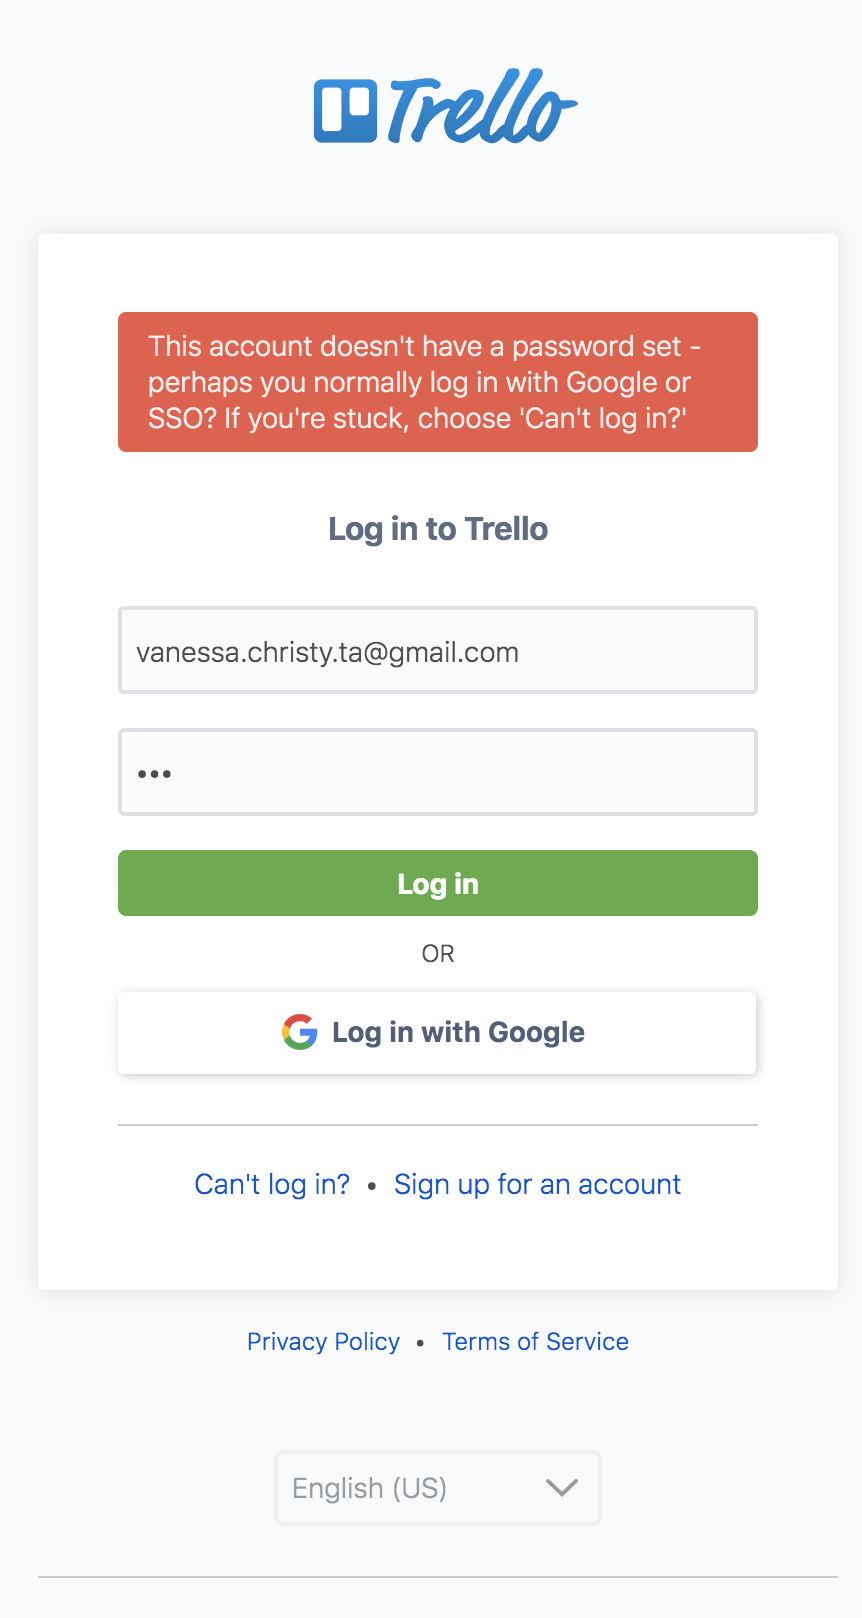 Trello
This account doesn't have a password set -
perhaps you normally log in with Google or
SSO? If you're stuck, choose 'Can't log in?'
Log in to Trello
vanessa.christy.ta@gmail.com
•••
Log in
OR
Log in with Google
Can't log in? • Sign up for an account
Privacy Policy • Terms of Service
English (US)